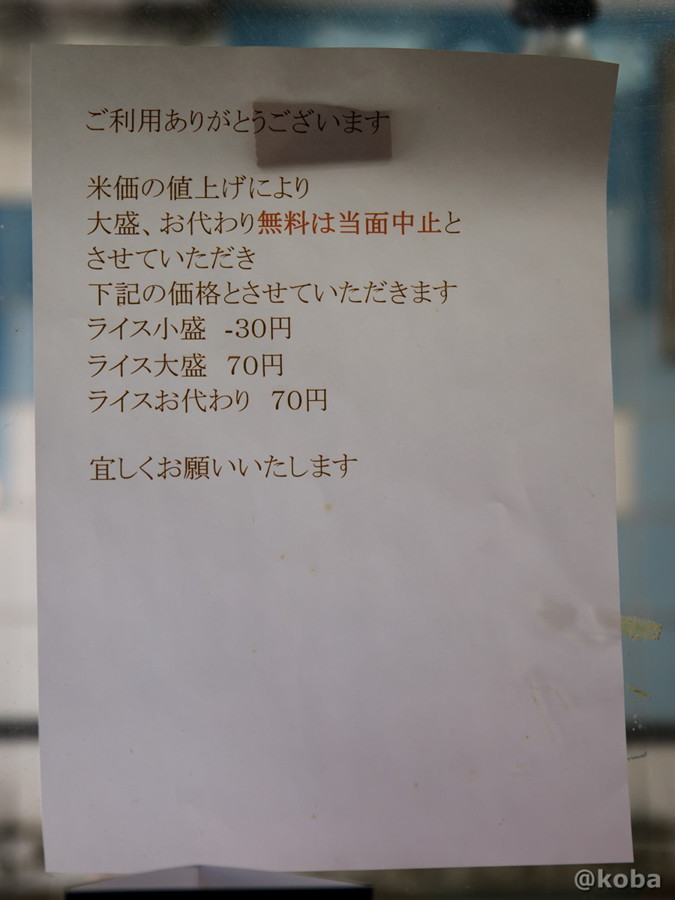 ご利用ありがとうございます
米価の値上げにより
大盛、お代わり無料は当面中止と
させていただき
下記の価格とさせていただきます
ライス小盛 -30円
ライス大盛 70円
ライスお代わり 70円
宜しくお願いいたします
@koba